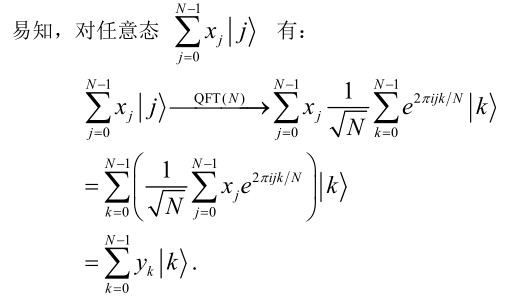 易知，对任意态 $\sum_{j=0}^{N-1} x_j |j\rangle$ 有：
$\sum_{j=0}^{N-1} x_j |j\rangle \xrightarrow{\text{QFT}(N)} \sum_{j=0}^{N-1} x_j \frac{1}{\sqrt{N}} \sum_{k=0}^{N-1} e^{2\pi ijk/N} |k\rangle$
$= \sum_{k=0}^{N-1} \left( \frac{1}{\sqrt{N}} \sum_{j=0}^{N-1} x_j e^{2\pi ijk/N} \right) |k\rangle$
$= \sum_{k=0}^{N-1} y_k |k\rangle .$